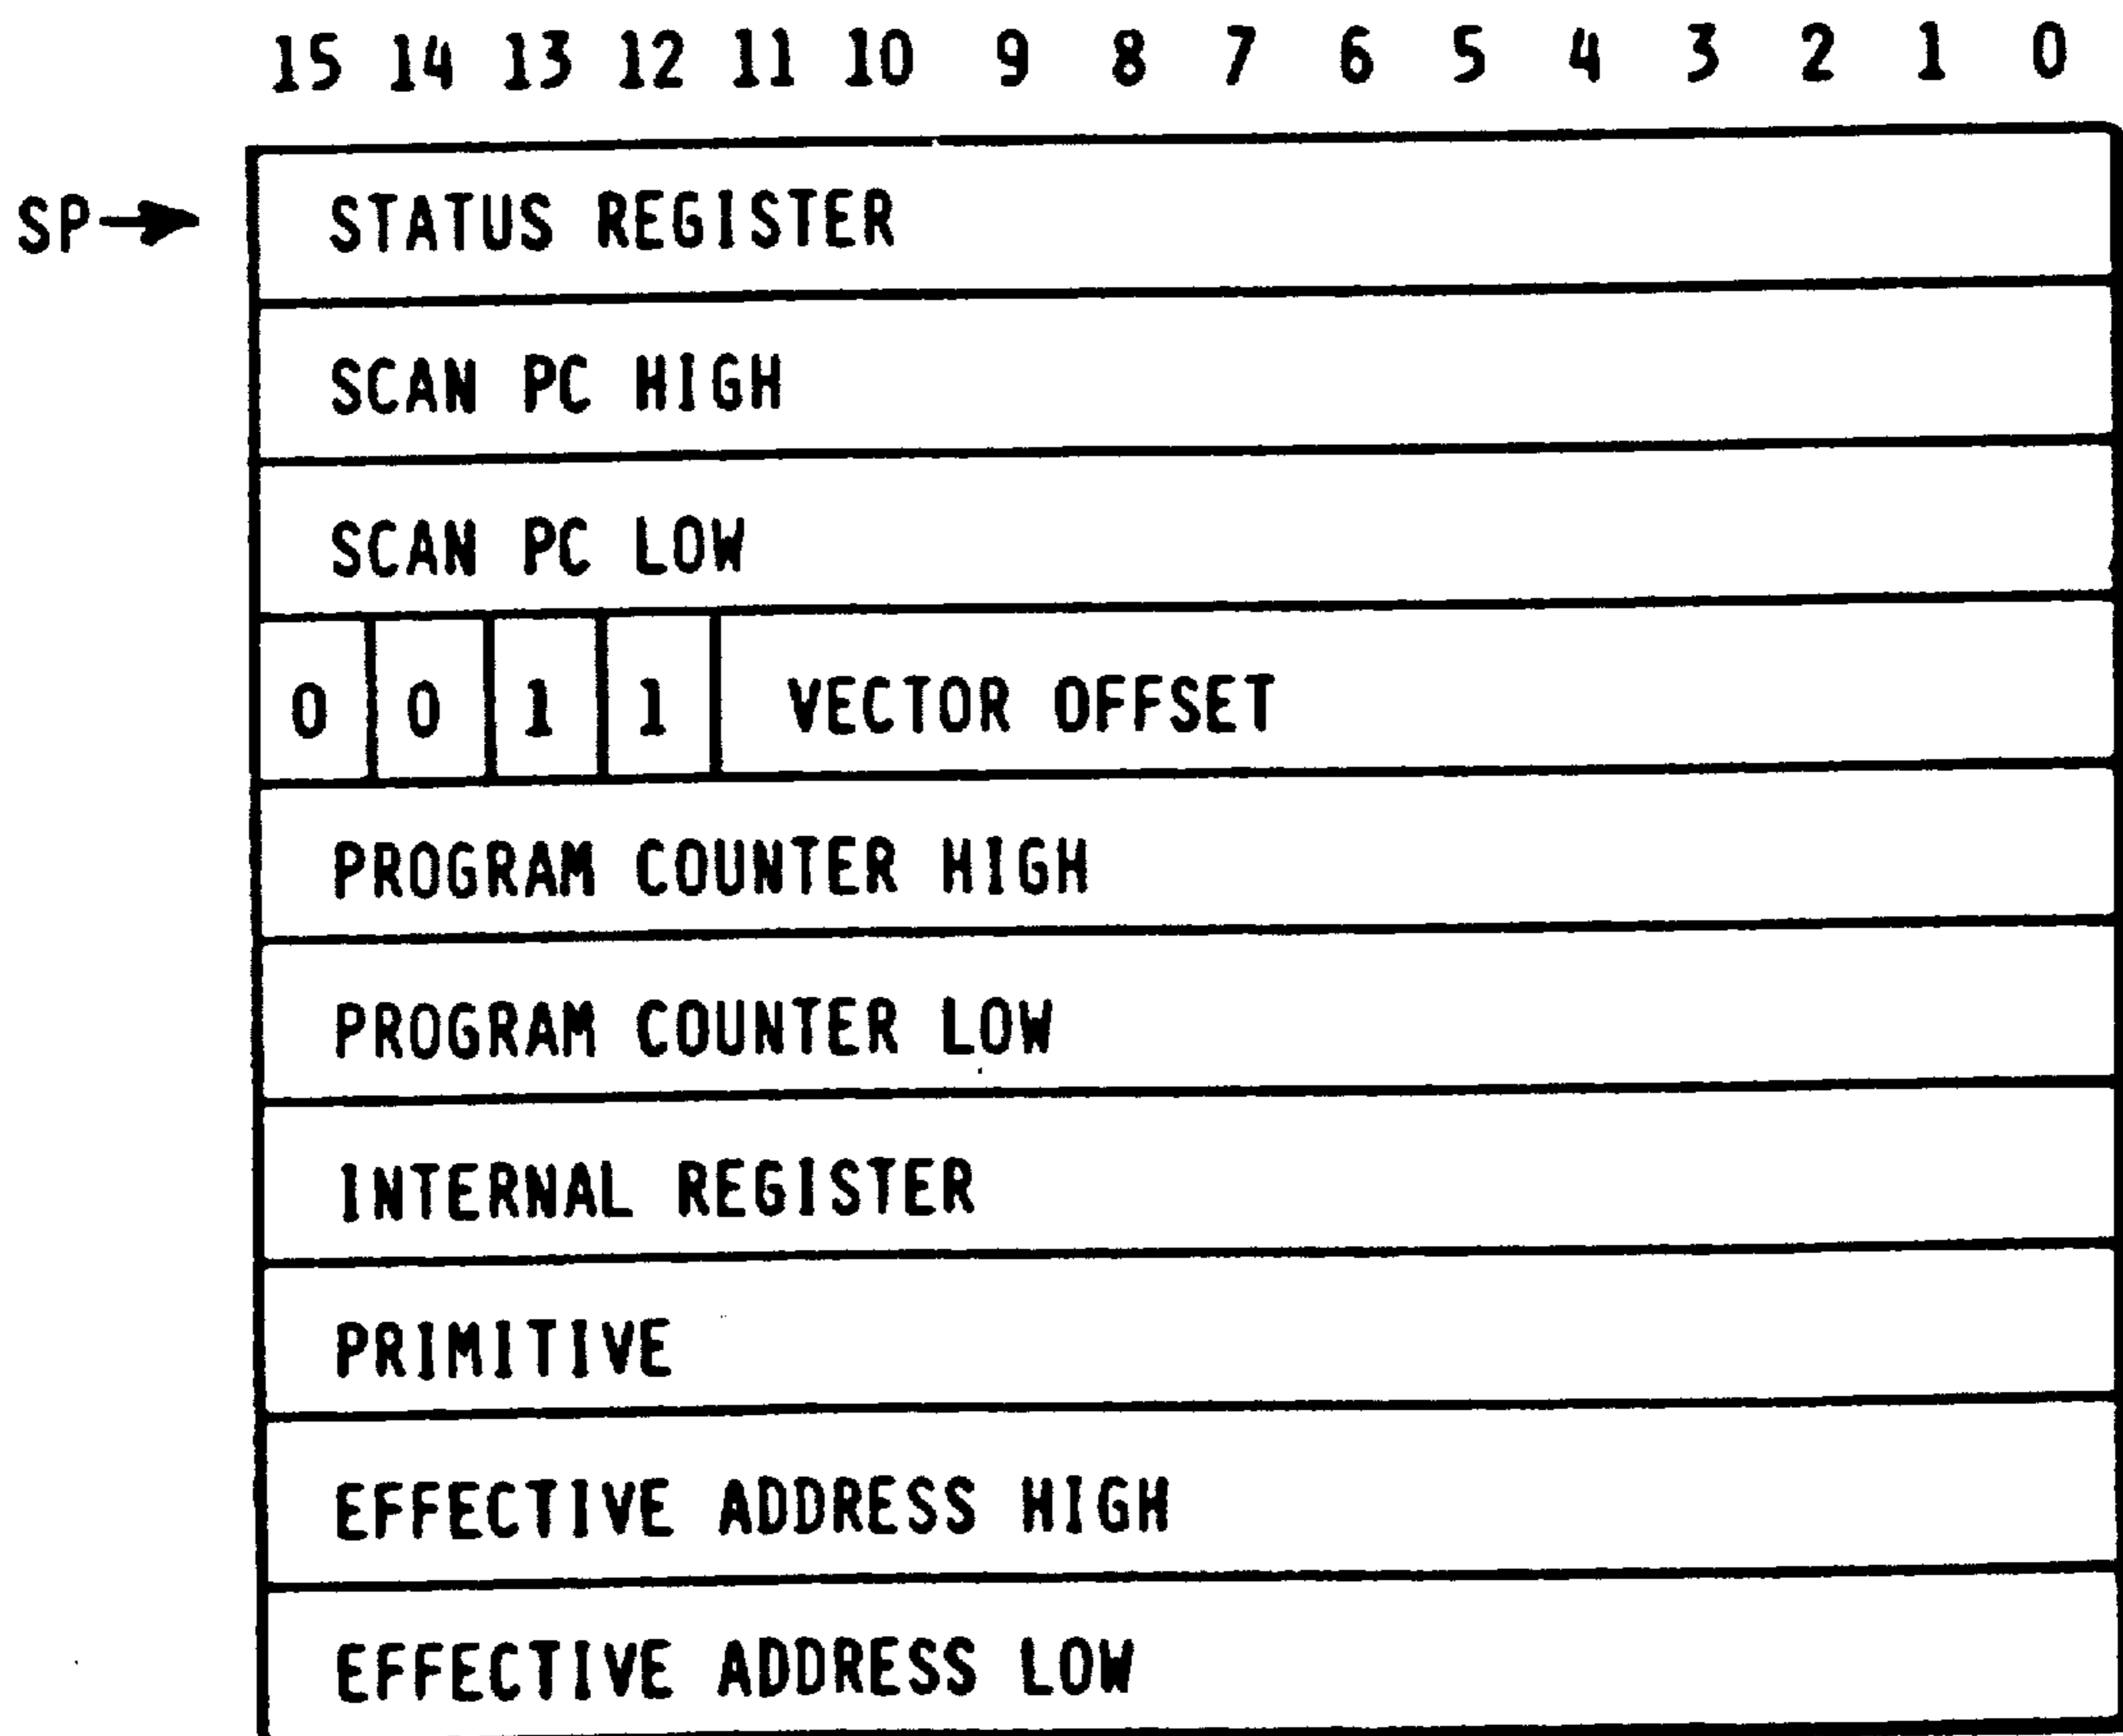 15 14 13 12 11 10 9 8 7 6 5 4 3 2 1 0
SP STATUS REGISTER
SCAN PC HIGH
SCAN PC LOW
0 0 1 1 VECTOR OFFSET
PROGRAM COUNTER HIGH
PROGRAM COUNTER LOW
INTERNAL REGISTER
PRIMITIVE
EFFECTIVE ADDRESS HIGH
EFFECTIVE ADDRESS LOW